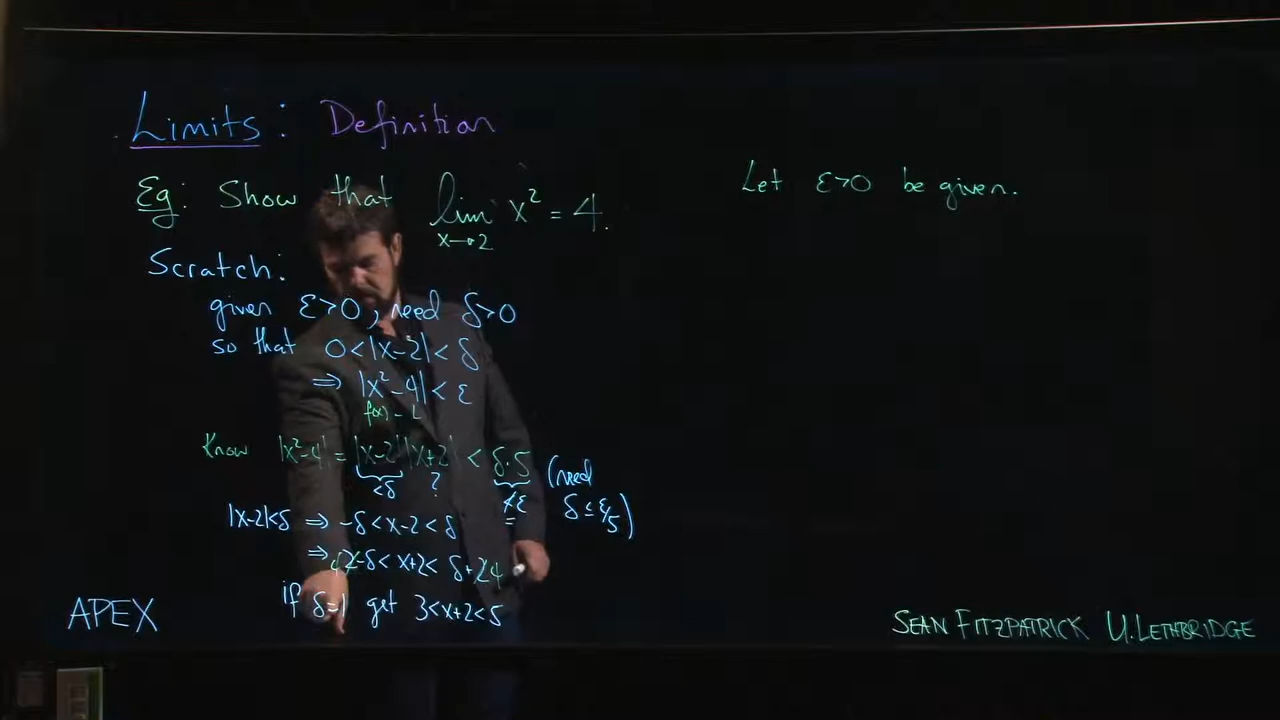 Limits: Definition
Eg: Show that lim x→2 x² = 4.
Scratch:
given ε>0, need δ>0
so that 0<|x-2|<δ
⇒ |x²-4|<ε
f(x) - L
Know |x²-4| = |x-2||x+2| < δ·5 (need
<δ ? ≤ε δ≤ε/5)
|x-2|<δ ⇒ -δ<x-2<δ
⇒ 4-δ<x+2<δ+4
if δ=1 get 3<x+2<5
APEX
Let ε>0 be given.
SEAN FITZPATRICK U.LETHBRIDGE